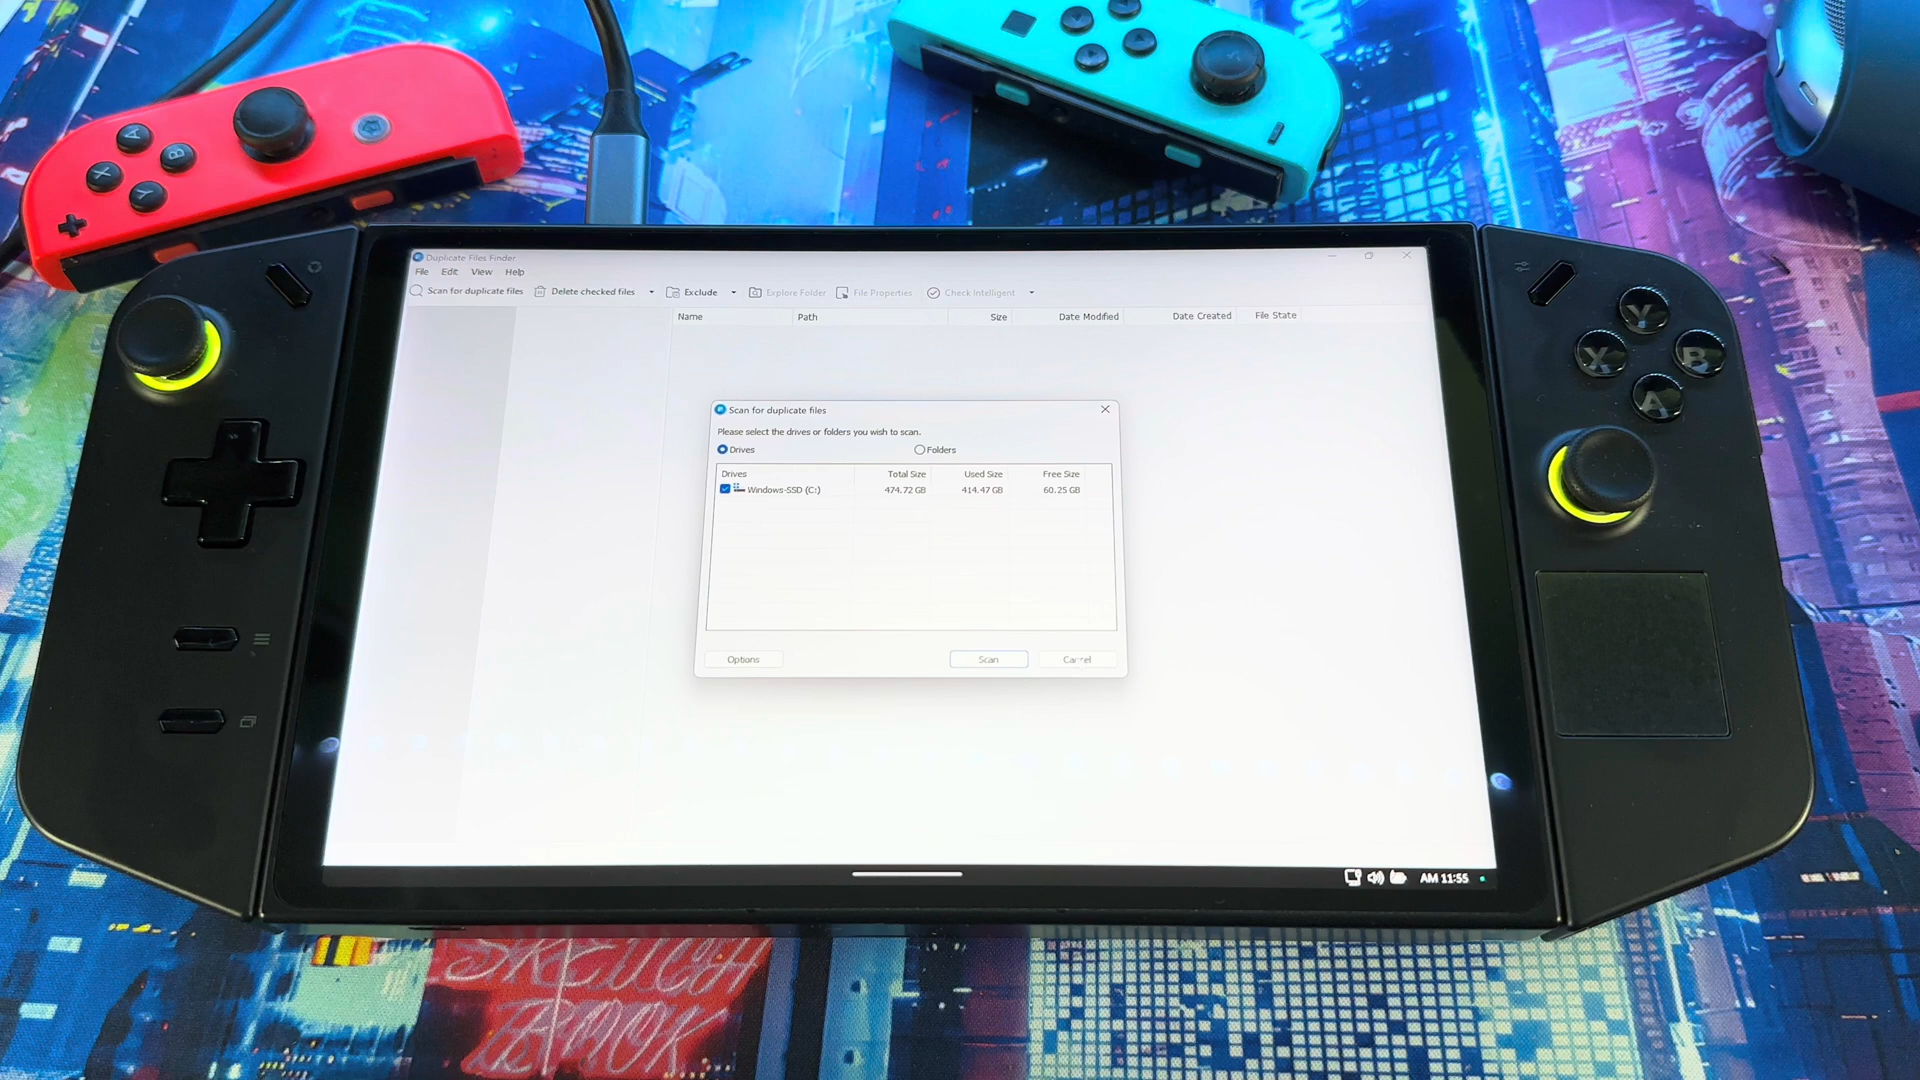 A
X
B
Y
Duplicate Files Finder
File Edit View Help
Scan for duplicate files Delete checked files Exclude Explore Folder File Properties Check Intelligent
Name Path Size Date Modified Date Created File State
Scan for duplicate files
Please select the drives or folders you wish to scan.
Drives Folders
Drives Total Size Used Size Free Size
Windows-SSD (C:) 474.72 GB 414.47 GB 60.25 GB
Options Scan Cancel
Y
X
B
A
AM 11:55